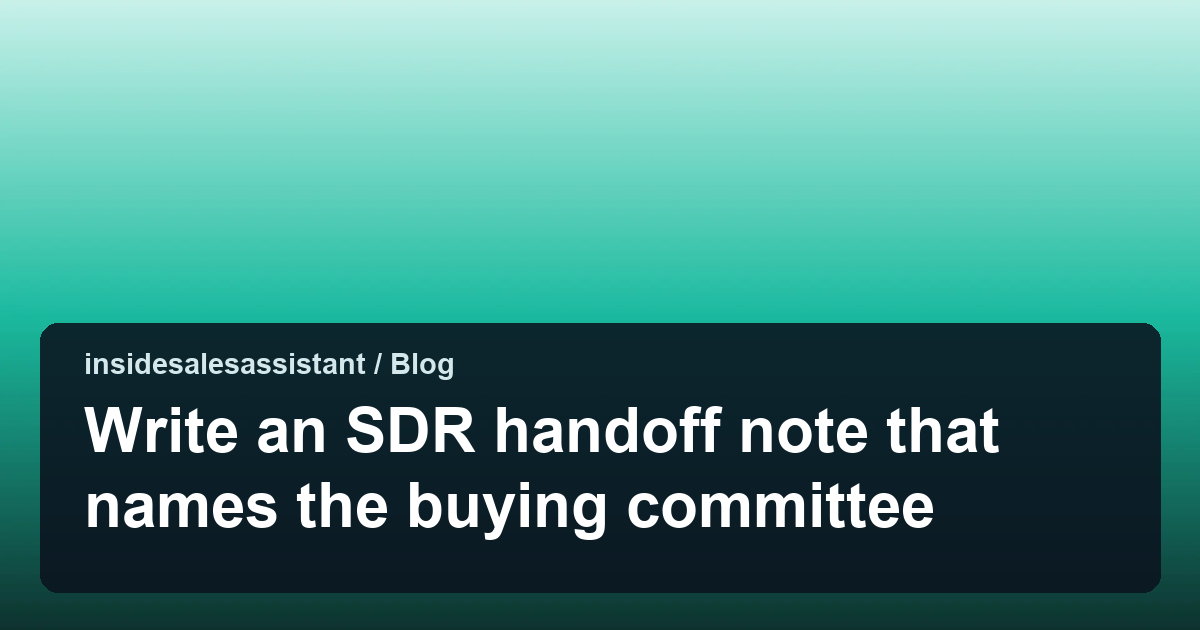 insidesalesassistant / Blog
Write an SDR handoff note that
names the buying committee